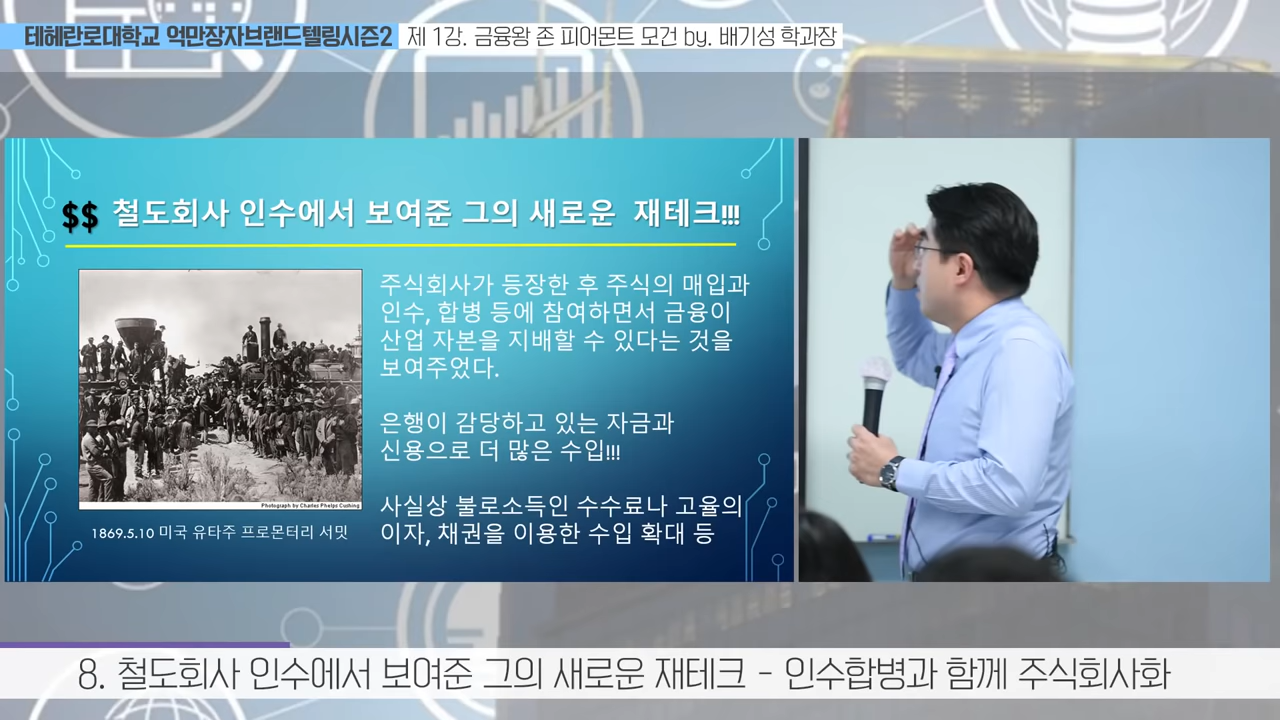 테헤란로대학교 억만장자브랜드텔링시즌2 제 1강. 금융왕 존 피어몬트 모건 by. 배기성 학과장
$$ 철도회사 인수에서 보여준 그의 새로운 재테크!!!
주식회사가 등장한 후 주식의 매입과
인수, 합병 등에 참여하면서 금융이
산업 자본을 지배할 수 있다는 것을
보여주었다.
은행이 감당하고 있는 자금과
신용으로 더 많은 수입!!!
사실상 불로소득인 수수료나 고율의
이자, 채권을 이용한 수입 확대 등
Photograph by Charles Phelps Cushing
1869.5.10 미국 유타주 프로몬터리 서밋
8. 철도회사 인수에서 보여준 그의 새로운 재테크 - 인수합병과 함께 주식회사화